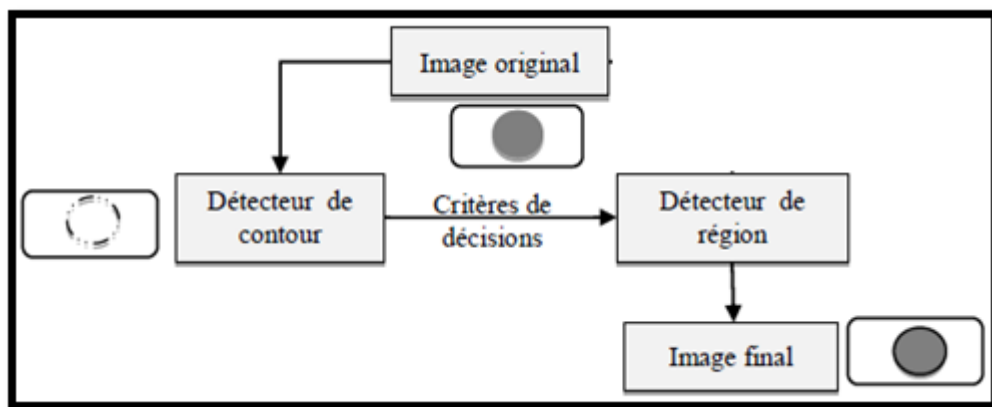 Image original
Détecteur de
contour
Critères de
décisions
Détecteur de
région
Image final